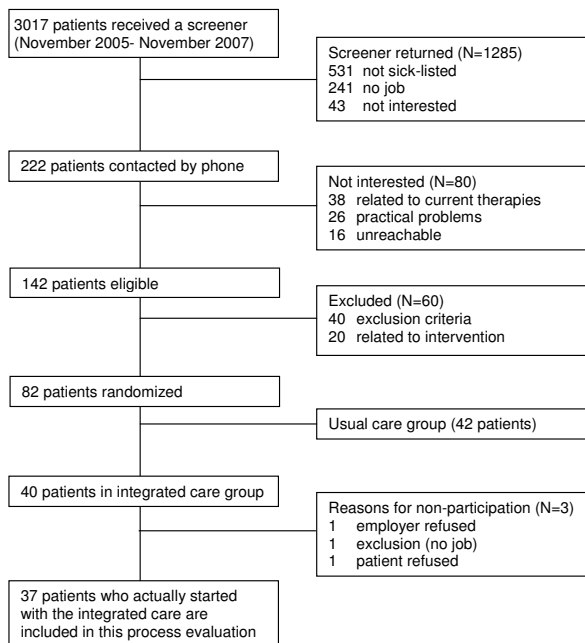 3017 patients received a screener
(November 2005- November 2007)
Screener returned (N=1285)
531 not sick-listed
241 no job
43 not interested
222 patients contacted by phone
Not interested (N=80)
38 related to current therapies
26 practical problems
16 unreachable
142 patients eligible
Excluded (N=60)
40 exclusion criteria
20 related to intervention
82 patients randomized
Usual care group (42 patients)
40 patients in integrated care group
Reasons for non-participation (N=3)
1 employer refused
1 exclusion (no job)
1 patient refused
37 patients who actually started
with the integrated care are
included in this process evaluation